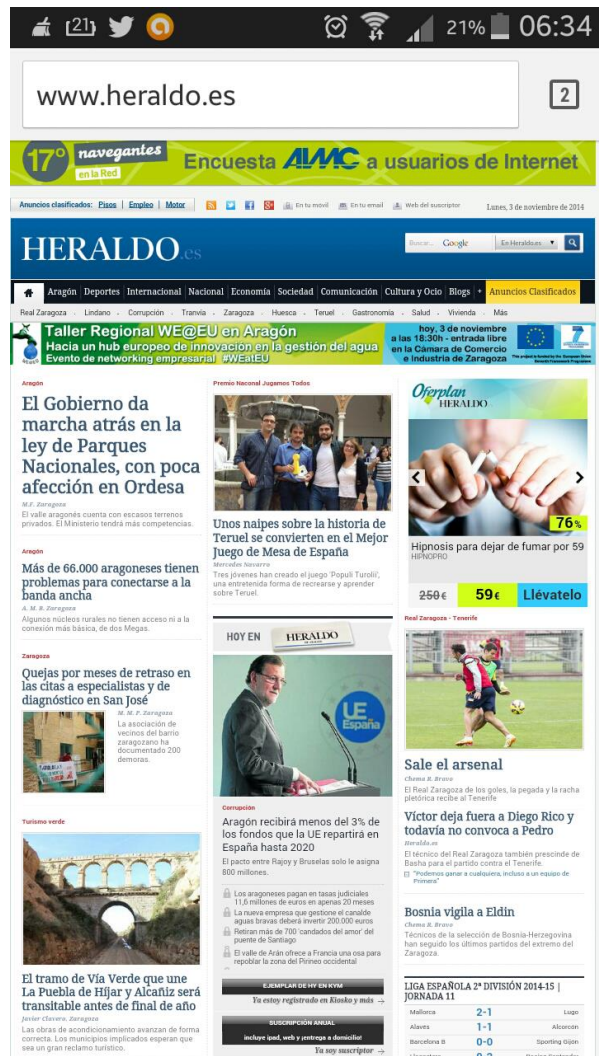 21
21%
06:34
www.heraldo.es
2
17º navegantes
en la Red
Encuesta AIMC a usuarios de Internet
Anuncios clasificados: Pisos | Empleo | Motor
En tu movil
En tu email
Web del suscriptor
Lunes, 3 de noviembre de 2014
HERALDO.es
Buscar... Google
En Heraldo.es
Aragón Deportes Internacional Nacional Economía Sociedad Comunicación Cultura y Ocio Blogs + Anuncios Clasificados
Real Zaragoza Lindano Corrupción Tranvia Zaragoza Huesca Teruel Gastronomia Salud Vivienda Más
Taller Regional WE@EU en Aragón
Hacia un hub europeo de innovación en la gestión del agua
Evento de networking empresarial #WEatEU
hoy, 3 de noviembre
a las 18:30h - entrada libre
en la Cámara de Comercio
e Industria de Zaragoza
Aragón
El Gobierno da
marcha atrás en la
ley de Parques
Nacionales, con poca
afección en Ordesa
M.F. Zaragoza
El valle aragonés cuenta con escasos terrenos
privados. El Ministerio tendrá más competencias.
Aragón
Más de 66.000 aragoneses tienen
problemas para conectarse a la
banda ancha
A. M. B. Zaragoza
Algunos núcleos rurales no tienen acceso ni a la
conexión más básica, de dos Megas.
Zaragoza
Quejas por meses de retraso en
las citas a especialistas y de
diagnóstico en San José
M. M. P. Zaragoza
La asociación de
vecinos del barrio
zaragozano ha
documentado 200
demoras.
Turismo verde
El tramo de Vía Verde que une
La Puebla de Híjar y Alcañiz será
transitable antes de final de año
Javier Clavero. Zaragoza
Las obras de acondicionamiento avanzan de forma
correcta. Los municipios implicados esperan que
sea un gran reclamo turístico.
Premio Naconal Jugamos Todos
Unos naipes sobre la historia de
Teruel se convierten en el Mejor
Juego de Mesa de España
Mercedes Navarro
Tres jóvenes han creado el juego 'Populi Turolii',
una entretenida forma de recrearse y aprender
sobre Teruel.
HOY EN HERALDO
UE
España
Corrupción
Aragón recibirá menos del 3% de
los fondos que la UE repartirá en
España hasta 2020
El pacto entre Rajoy y Bruselas solo le asigna
800 millones.
Los aragoneses pagan en tasas judiciales
11,6 millones de euros en apenas 20 meses
La nueva empresa que gestione el canalde
aguas bravas deberá invertir 200.000 euros
Retiran más de 700 'candados del amor' del
puente de Santiago
El valle de Arán ofrece a Francia una osa para
repoblar la zona del Pirineo occidental
EJEMPLAR DE HY EN KYM
Ya estoy registrado en Kiosko y más →
SUSCRIPCIÓN ANUAL
incluye ipad, web y ¡entrega a domicilio!
Ya soy suscriptor →
Oferplan
HERALDO
76%
Hipnosis para dejar de fumar por 59
HIPNOPRO
250€ 59€ Llévatelo
Real Zaragoza - Tenerife
Sale el arsenal
Chema R. Bravo
El Real Zaragoza de los goles, la pegada y la racha
pletórica recibe al Tenerife
Víctor deja fuera a Diego Rico y
todavía no convoca a Pedro
Heraldo.es
El técnico del Real Zaragoza también prescinde de
Basha para el partido contra el Tenerife.
"Podemos ganar a cualquiera, incluso a un equipo de
Primera"
Bosnia vigila a Eldin
Chema R. Bravo
Técnicos de la selección de Bosnia-Herzegovina
han seguido los últimos partidos del extremo del
Zaragoza.
LIGA ESPAÑOLA 2ª DIVISIÓN 2014-15 |
JORNADA 11
Mallorca 2-1 Lugo
Alaves 1-1 Alcorcón
Barcelona B 0-0 Sporting Gijón